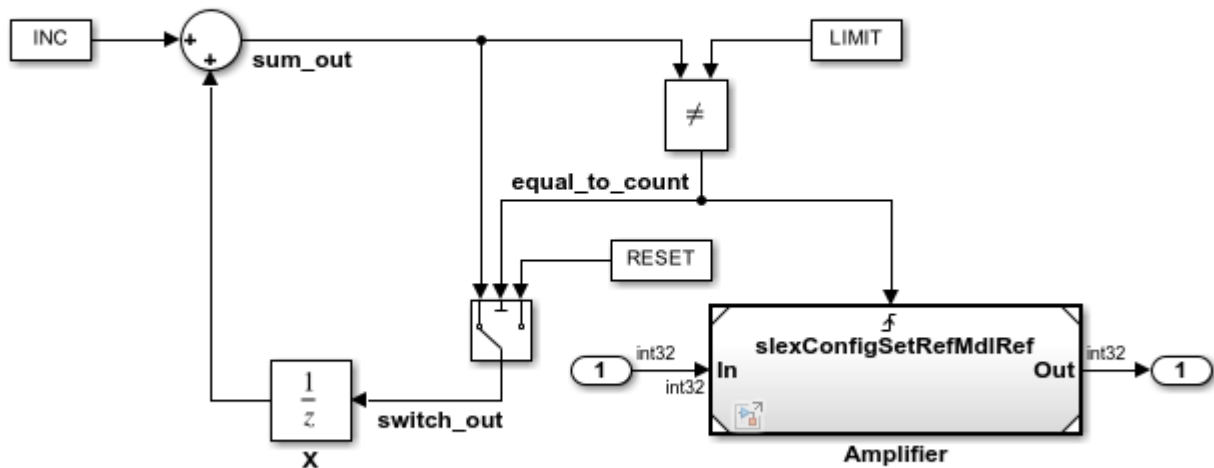 INC
+
+
sum_out
LIMIT
≠
equal_to_count
RESET
1
z
X
switch_out
1
int32
int32
In
slexConfigSetRefMdlRef
Out
int32
1
Amplifier